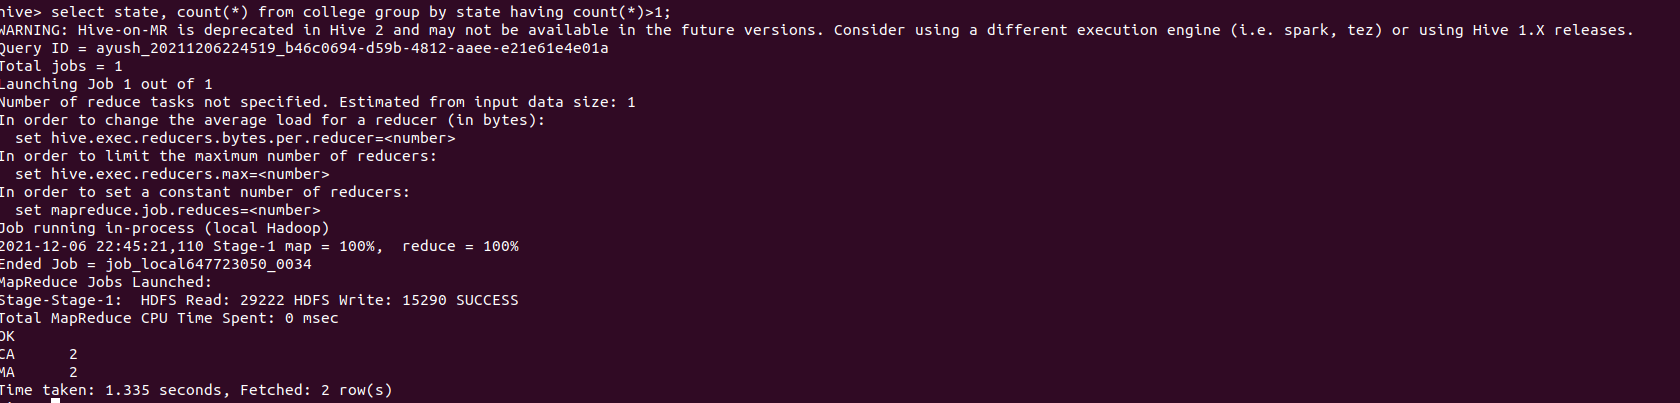 hive> select state, count(*) from college group by state having count(*)>1;
WARNING: Hive-on-MR is deprecated in Hive 2 and may not be available in the future versions. Consider using a different execution engine (i.e. spark, tez) or using Hive 1.X releases.
Query ID = ayush_20211206224519_b46c0694-d59b-4812-aaee-e21e61e4e01a
Total jobs = 1
Launching Job 1 out of 1
Number of reduce tasks not specified. Estimated from input data size: 1
In order to change the average load for a reducer (in bytes):
  set hive.exec.reducers.bytes.per.reducer=<number>
In order to limit the maximum number of reducers:
  set hive.exec.reducers.max=<number>
In order to set a constant number of reducers:
  set mapreduce.job.reduces=<number>
Job running in-process (local Hadoop)
2021-12-06 22:45:21,110 Stage-1 map = 100%,  reduce = 100%
Ended Job = job_local647723050_0034
MapReduce Jobs Launched:
Stage-Stage-1:  HDFS Read: 29222 HDFS Write: 15290 SUCCESS
Total MapReduce CPU Time Spent: 0 msec
OK
CA      2
MA      2
Time taken: 1.335 seconds, Fetched: 2 row(s)